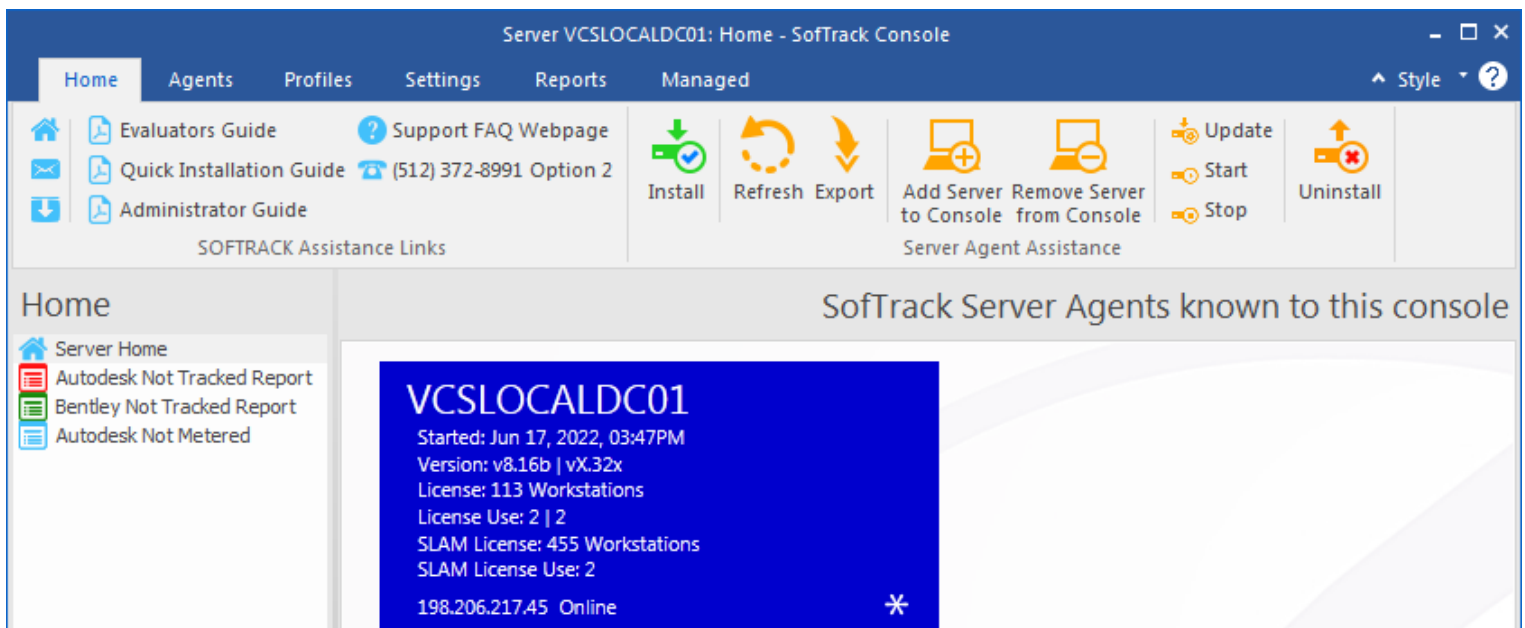 Server VCSLOCALDC01: Home - SofTrack Console
Home Agents Profiles Settings Reports Managed Style
Evaluators Guide Support FAQ Webpage
Quick Installation Guide (512) 372-8991 Option 2
Administrator Guide
SOFTRACK Assistance Links
Install Refresh Export
Add Server to Console
Remove Server from Console
Update
Start
Stop
Uninstall
Server Agent Assistance
Home
Server Home
Autodesk Not Tracked Report
Bentley Not Tracked Report
Autodesk Not Metered
SofTrack Server Agents known to this console
VCSLOCALDC01
Started: Jun 17, 2022, 03:47PM
Version: v8.16b | vX.32x
License: 113 Workstations
License Use: 2 | 2
SLAM License: 455 Workstations
SLAM License Use: 2
198.206.217.45 Online